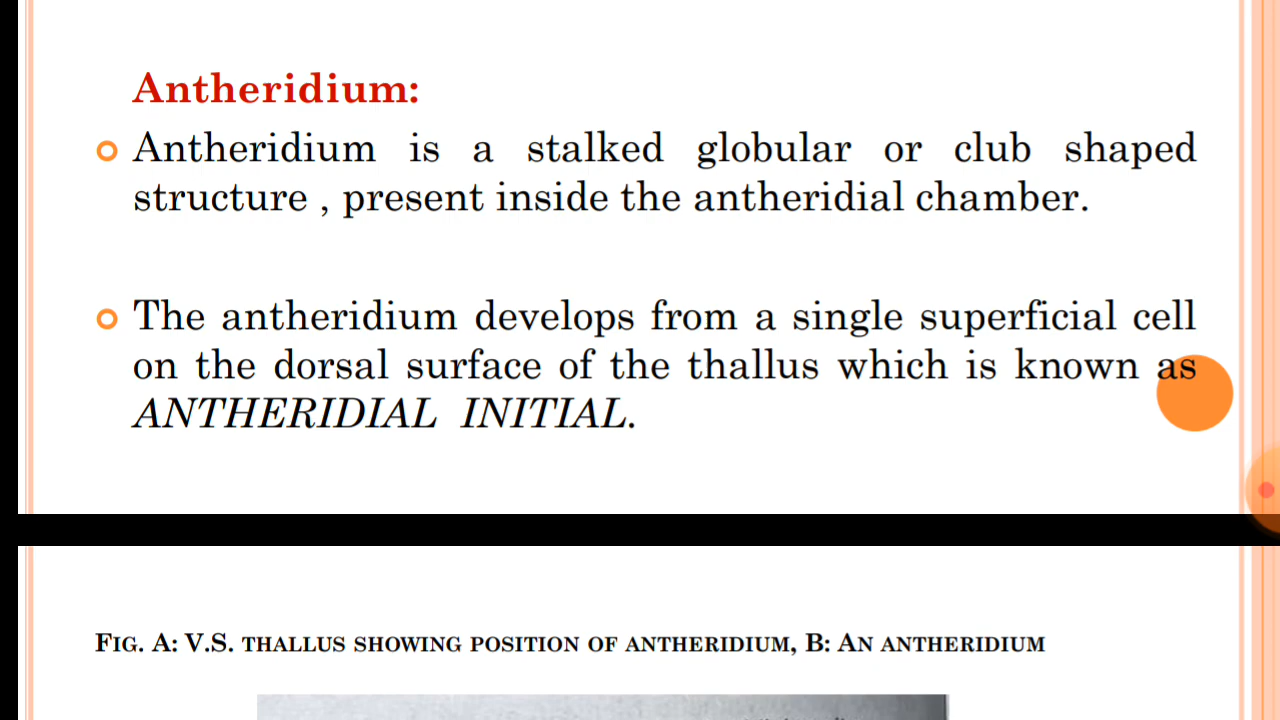 Antheridium:
Antheridium is a stalked globular or club shaped
structure , present inside the antheridial chamber.
The antheridium develops from a single superficial cell
on the dorsal surface of the thallus which is known as
ANTHERIDIAL INITIAL.
FIG. A: V.S. THALLUS SHOWING POSITION OF ANTHERIDIUM, B: AN ANTHERIDIUM